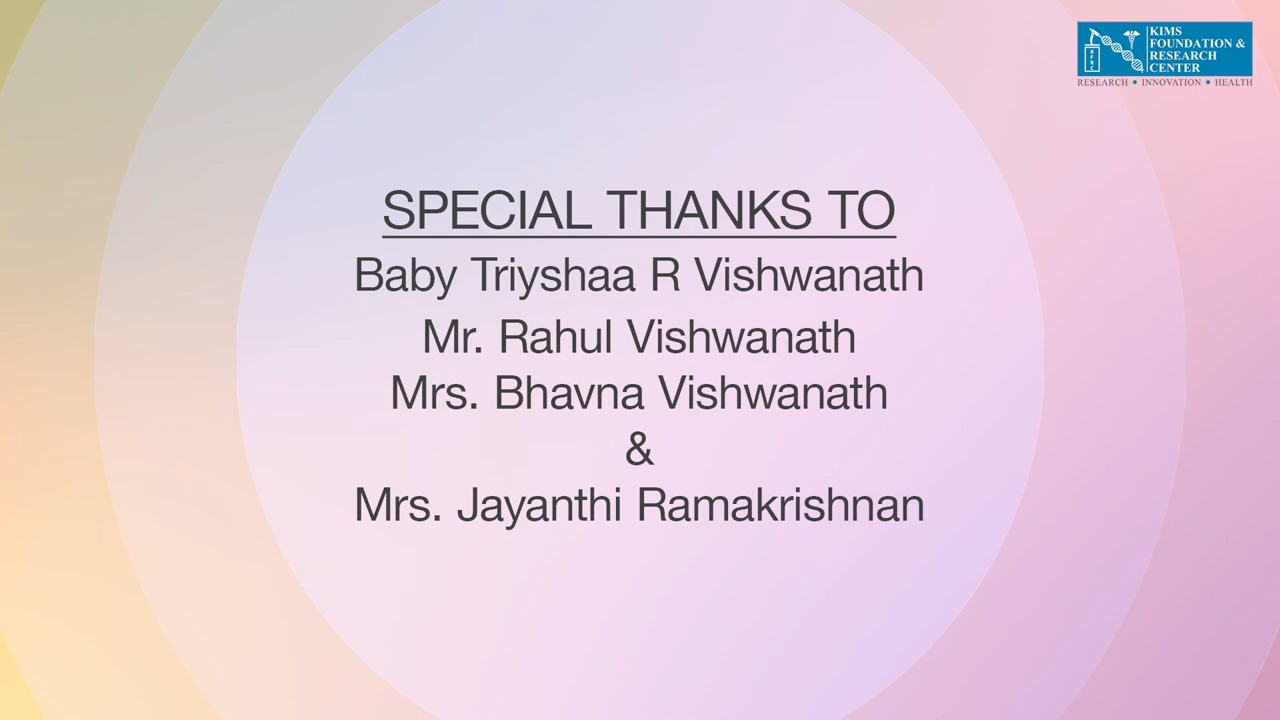 KIMS
FOUNDATION &
RESEARCH
CENTER
RESEARCH • INNOVATION • HEALTH
SPECIAL THANKS TO
Baby Triyshaa R Vishwanath
Mr. Rahul Vishwanath
Mrs. Bhavna Vishwanath
&
Mrs. Jayanthi Ramakrishnan